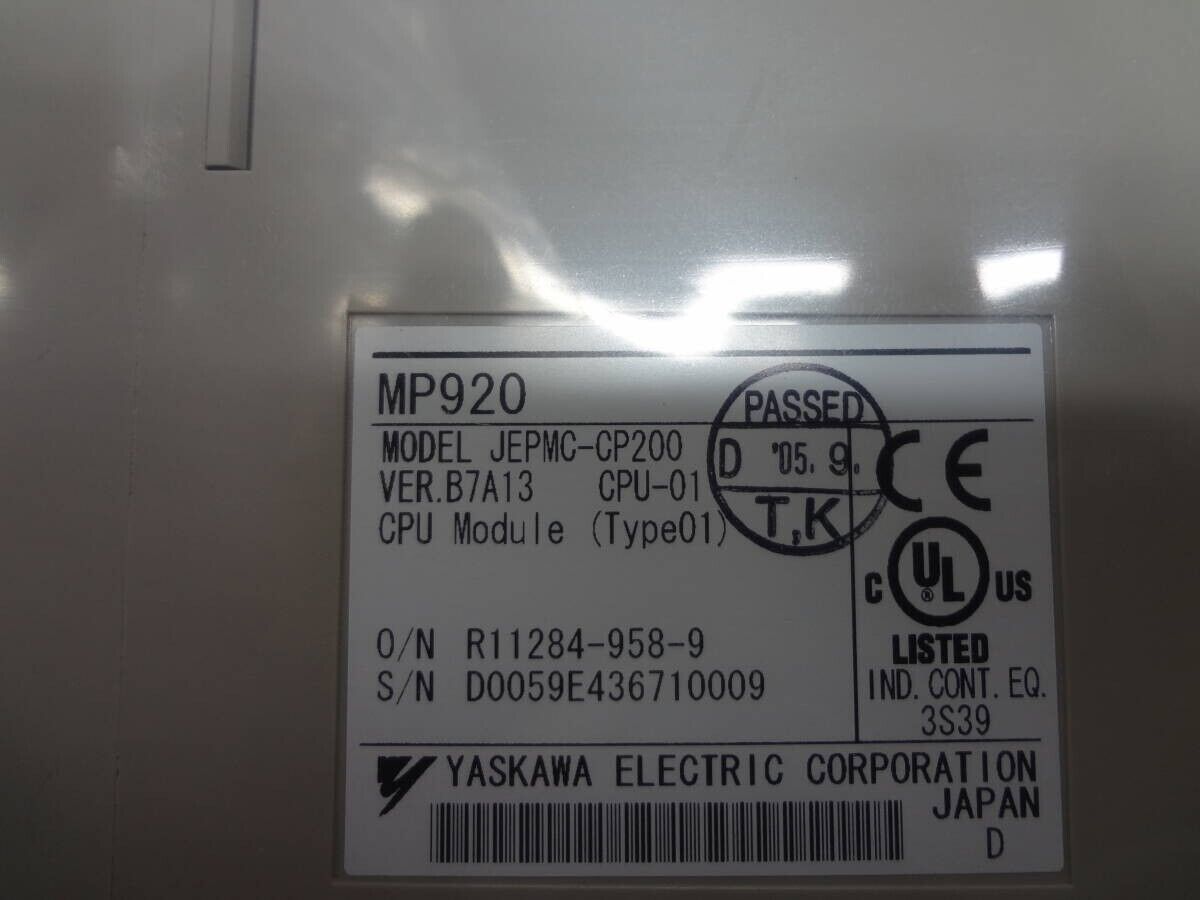 MP920
MODEL JEPMC-CP200
VER.B7A13 CPU-01
CPU Module (Type01)
PASSED
D '05. 9.
T,K
CE
C UL US
®
LISTED
IND. CONT. EQ.
3S39
O/N R11284-958-9
S/N D0059E436710009
YASKAWA ELECTRIC CORPORATION
JAPAN
D